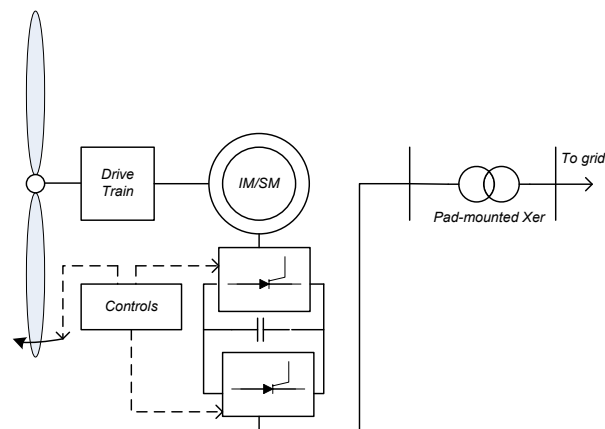 Drive
Train
IM/SM
To grid
Pad-mounted Xer
Controls